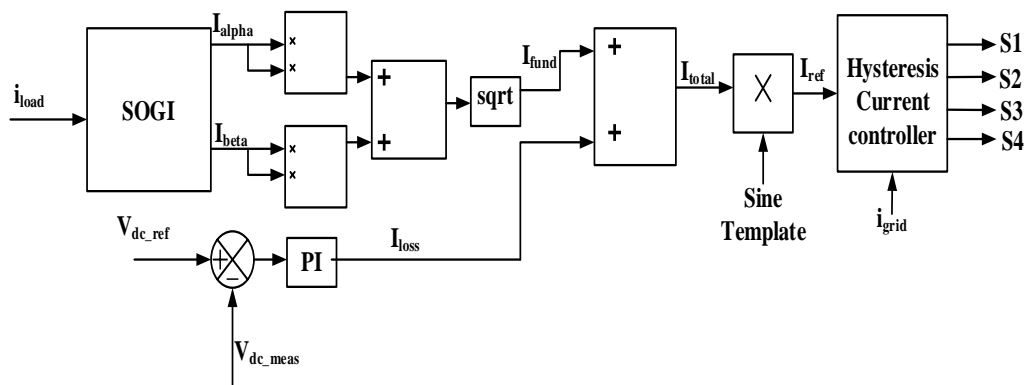 i_load
SOGI
I_alpha
I_beta
×
×
×
×
+
+
sqrt
I_fund
+
+
I_total
×
Sine
Template
I_ref
Hysteresis
Current
controller
i_grid
S1
S2
S3
S4
V_dc_ref
+
−
V_dc_meas
PI
I_loss